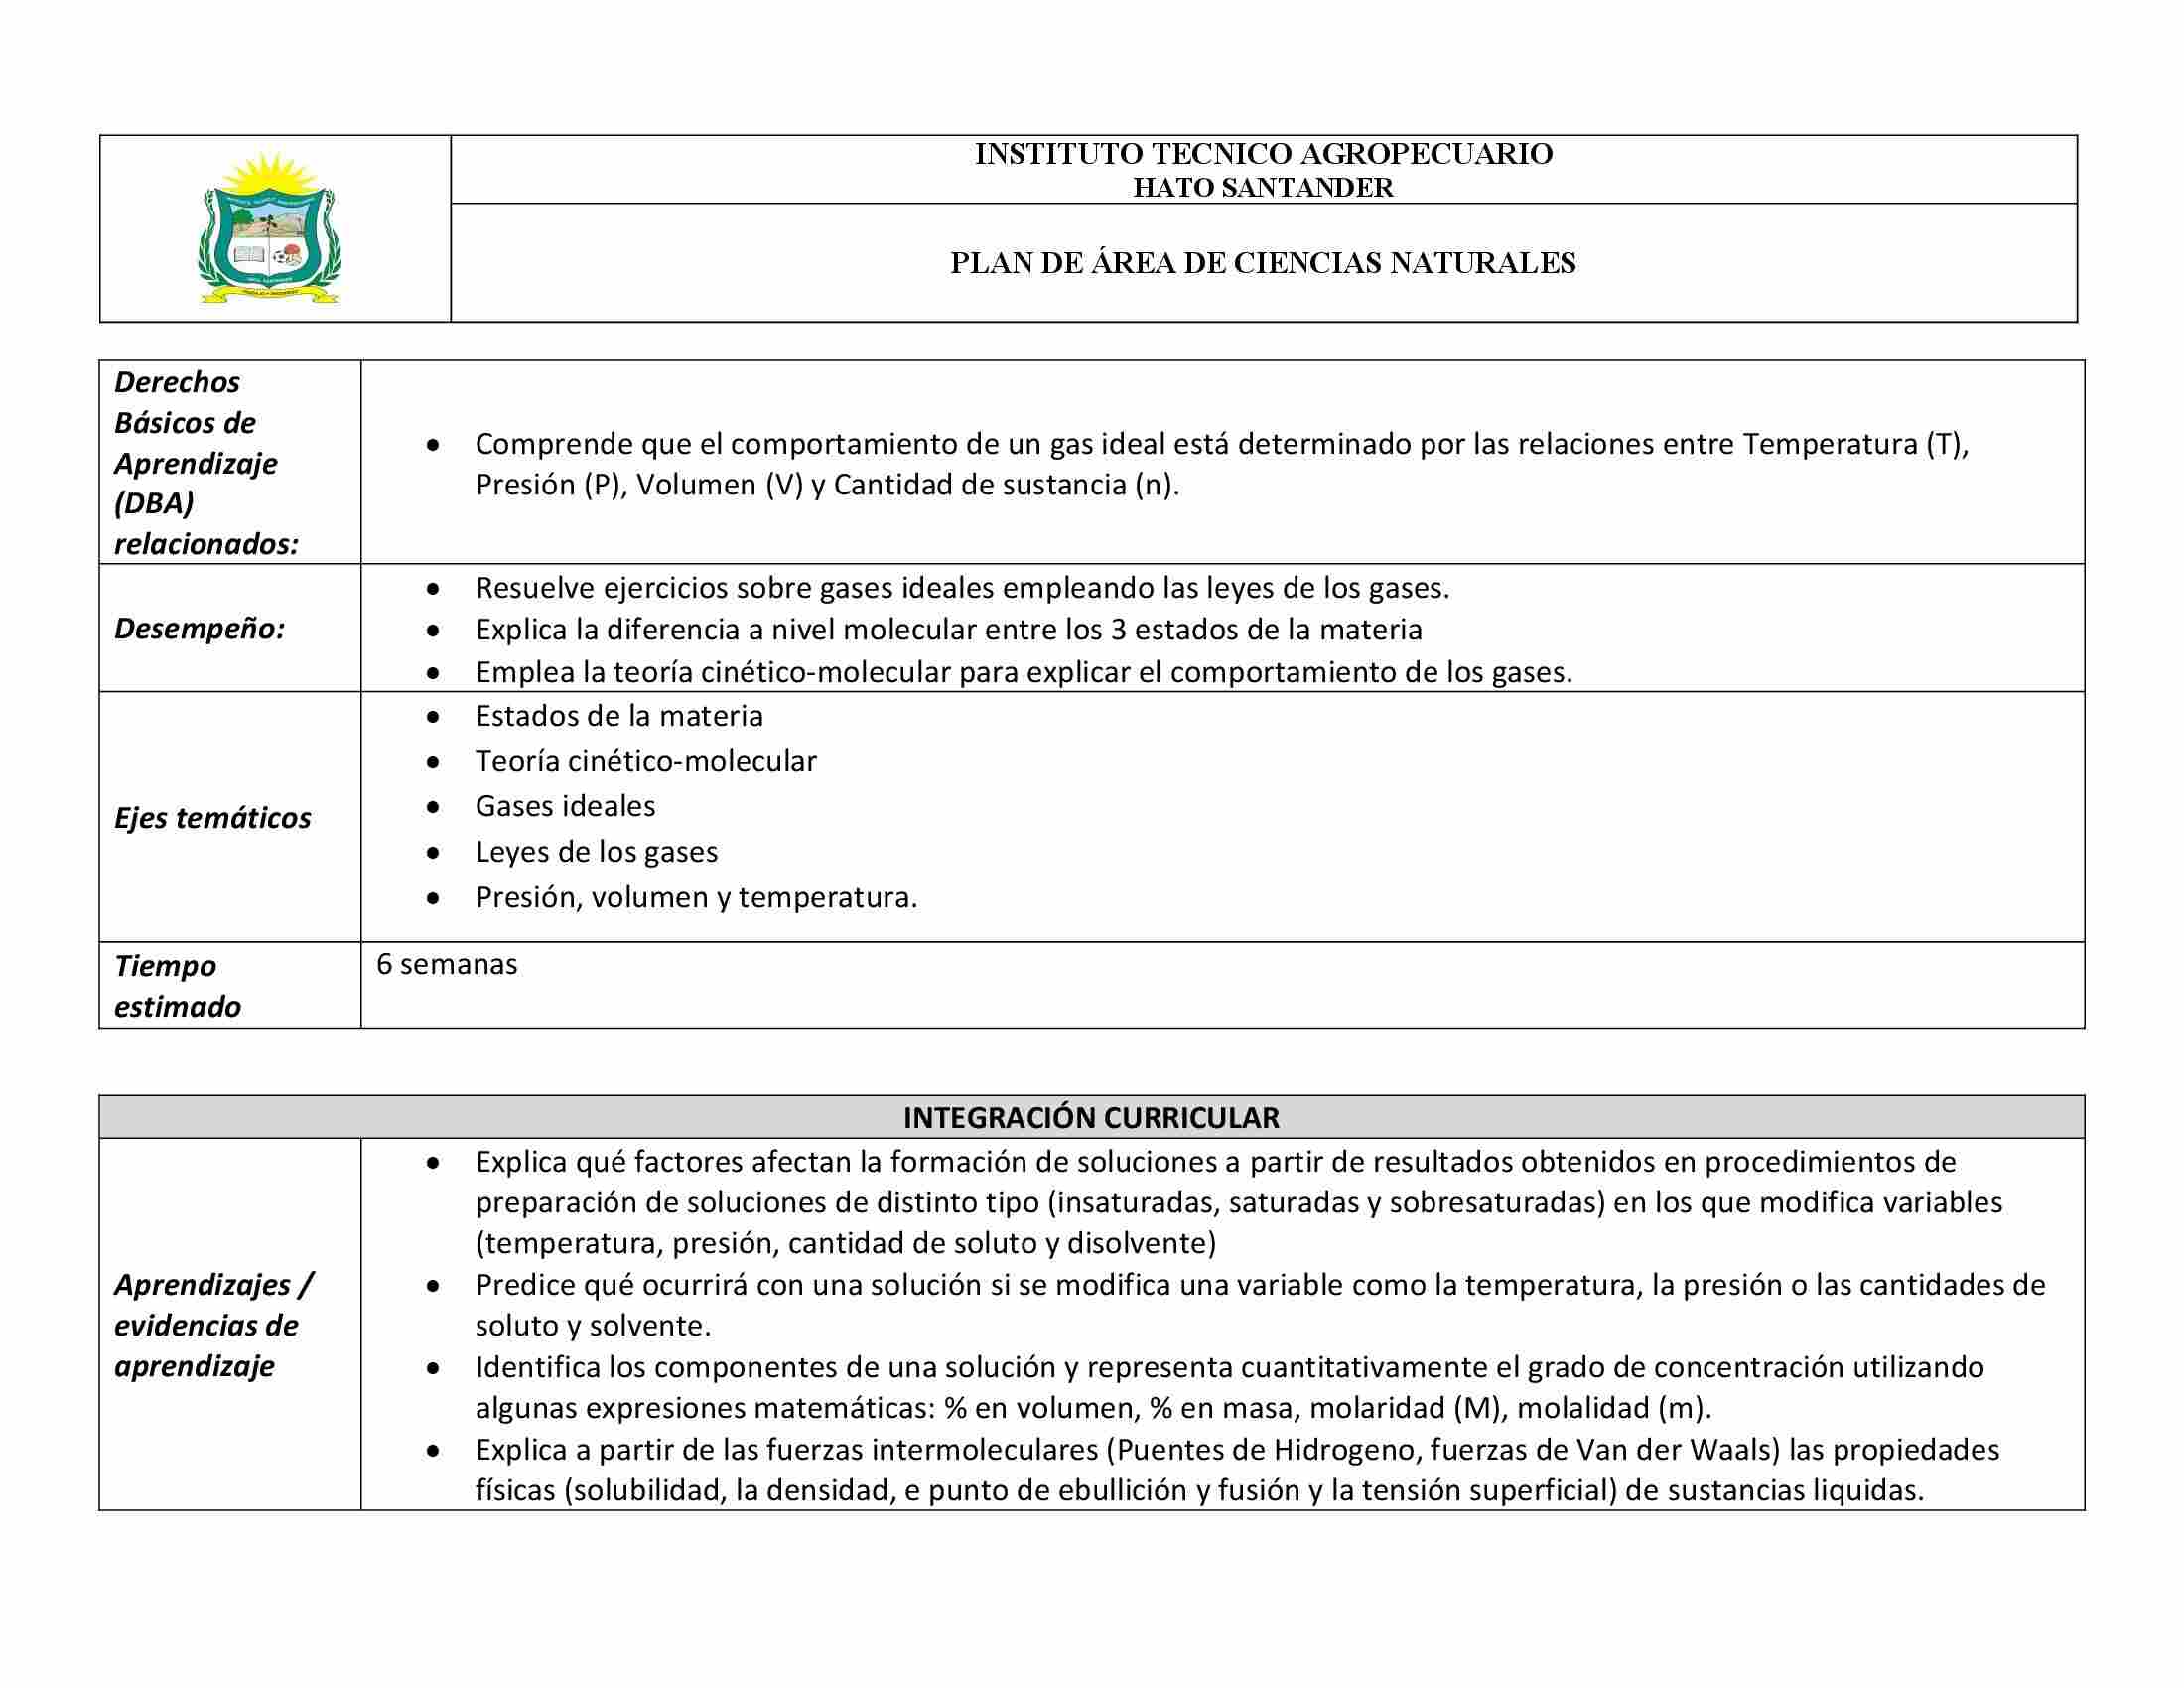 INSTITUTO TECNICO AGROPECUARIO
HATO SANTANDER
PLAN DE ÁREA DE CIENCIAS NATURALES
Derechos
Básicos de
Aprendizaje
(DBA)
relacionados:
• Comprende que el comportamiento de un gas ideal está determinado por las relaciones entre Temperatura (T),
Presión (P), Volumen (V) y Cantidad de sustancia (n).
Desempeño:
• Resuelve ejercicios sobre gases ideales empleando las leyes de los gases.
• Explica la diferencia a nivel molecular entre los 3 estados de la materia
• Emplea la teoría cinético-molecular para explicar el comportamiento de los gases.
Ejes temáticos
• Estados de la materia
• Teoría cinético-molecular
• Gases ideales
• Leyes de los gases
• Presión, volumen y temperatura.
Tiempo
estimado
6 semanas
INTEGRACIÓN CURRICULAR
Aprendizajes /
evidencias de
aprendizaje
• Explica qué factores afectan la formación de soluciones a partir de resultados obtenidos en procedimientos de
preparación de soluciones de distinto tipo (insaturadas, saturadas y sobresaturadas) en los que modifica variables
(temperatura, presión, cantidad de soluto y disolvente)
• Predice qué ocurrirá con una solución si se modifica una variable como la temperatura, la presión o las cantidades de
soluto y solvente.
• Identifica los componentes de una solución y representa cuantitativamente el grado de concentración utilizando
algunas expresiones matemáticas: % en volumen, % en masa, molaridad (M), molalidad (m).
• Explica a partir de las fuerzas intermoleculares (Puentes de Hidrogeno, fuerzas de Van der Waals) las propiedades
físicas (solubilidad, la densidad, e punto de ebullición y fusión y la tensión superficial) de sustancias liquidas.